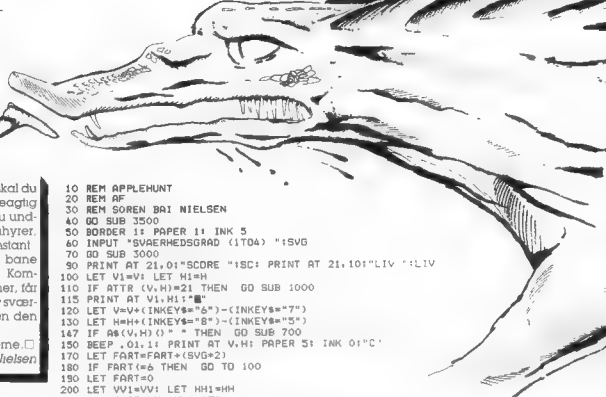 skal du
eagtig
u und-
uhyrer.
nstant
bane
Kom-
ner, får
svær-
en den
rne.□
ielsen
10 REM APPLEHUNT
20 REM AF
30 REM SOREN BAI NIELSEN
40 GO SUB 3500
50 BORDER 1: PAPER 1: INK 5
60 INPUT "SVAERHEDSGRAD (1TO4) ";SVG
70 GO SUB 3000
90 PRINT AT 21,0;"SCORE ";SC: PRINT AT 21,10;"LIV ";LIV
100 LET V1=V: LET H1=H
110 IF ATTR (V,H)=21 THEN GO SUB 1000
115 PRINT AT V1,H1;"■"
120 LET V=V+(INKEY$="6")-(INKEY$="7")
130 LET H=H+(INKEY$="8")-(INKEY$="5")
147 IF A$(V,H)<>" " THEN GO SUB 700
150 BEEP .01,1: PRINT AT V,H; PAPER 5; INK 0;"C"
170 LET FART=FART+(SVG*2)
180 IF FART<=6 THEN GO TO 100
190 LET FART=0
200 LET VV1=VV: LET HH1=HH